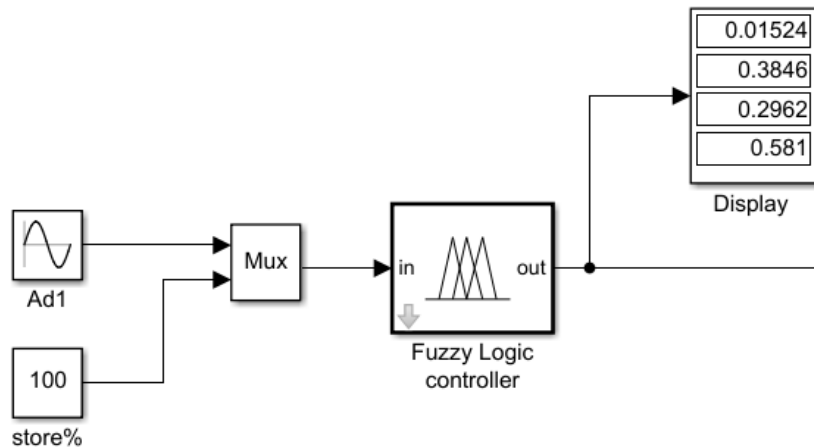 0.01524
0.3846
0.2962
0.581
Display
Ad1
Mux
in
out
Fuzzy Logic
controller
100
store%